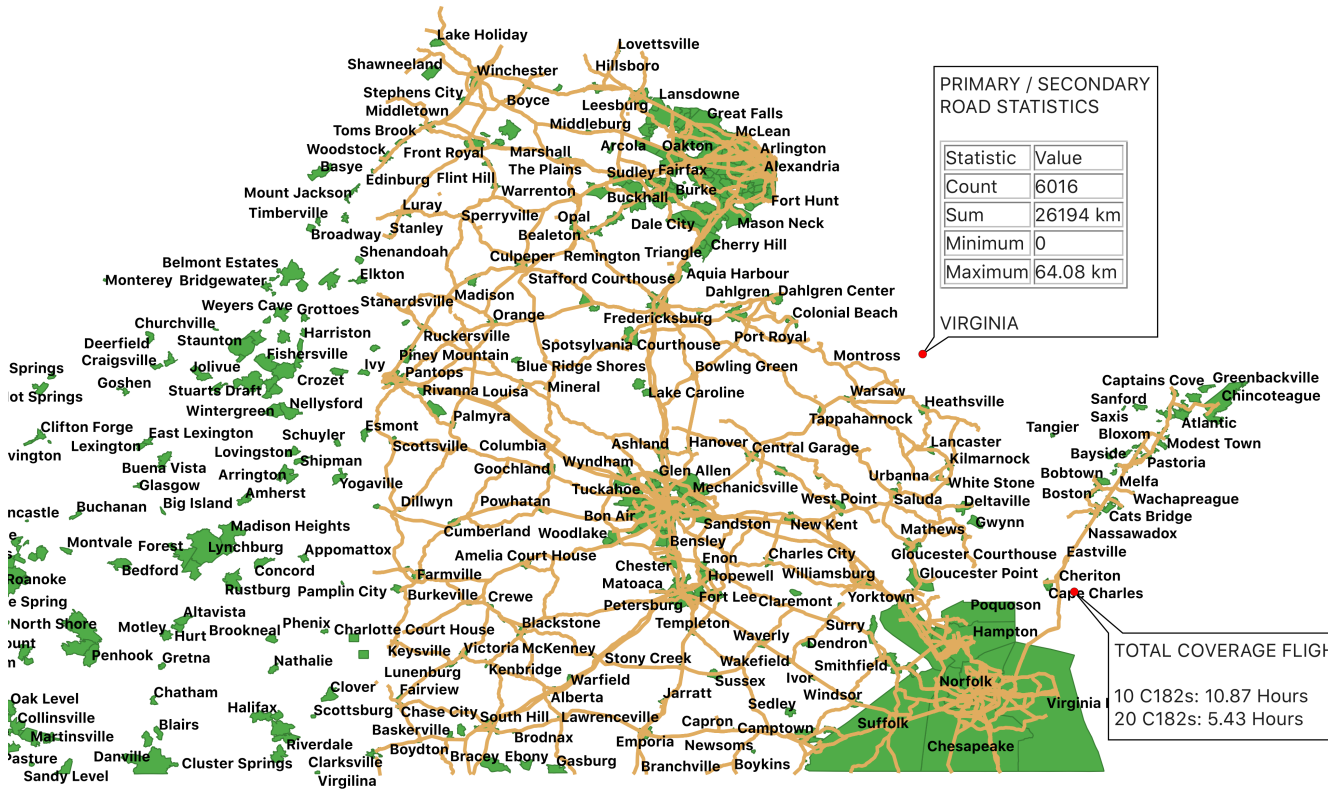 Lake Holiday
Lovettsville
Shawneeland
Winchester
Hillsboro
PRIMARY / SECONDARY
ROAD STATISTICS
Statistic Value
Count 6016
Sum 26194 km
Minimum 0
Maximum 64.08 km
VIRGINIA
Stephens City
Boyce
Leesburg
Lansdowne
Middletown
Great Falls
Toms Brook
Middleburg
McLean
Woodstock
Front Royal
Marshall
Arcola
Oakton
Arlington
Basye
The Plains
Sudley
Fairfax
Alexandria
Edinburg
Flint Hill
Mount Jackson
Warrenton
Buckhall
Burke
Fort Hunt
Timberville
Luray
Sperryville
Opal
Dale City
Mason Neck
Broadway
Stanley
Bealeton
Cherry Hill
Shenandoah
Culpeper
Remington
Triangle
Belmont Estates
Monterey
Bridgewater
Elkton
Stafford Courthouse
Aquia Harbour
Weyers Cave
Grottoes
Stanardsville
Madison
Dahlgren
Dahlgren Center
Churchville
Harriston
Orange
Fredericksburg
Colonial Beach
Deerfield
Staunton
Ruckersville
Spotsylvania Courthouse
Port Royal
Craigsville
Fishersville
Piney Mountain
Montross
Springs
Jolivue
Ivy
Pantops
Blue Ridge Shores
Bowling Green
Goshen
Stuarts Draft
Crozet
Rivanna
Louisa
Mineral
Lake Caroline
Warsaw
Captains Cove
Greenbackville
iot Springs
Wintergreen
Nellysford
Palmyra
Tappahannock
Heathsville
Sanford
Chincoteague
Clifton Forge
East Lexington
Schuyler
Esmont
Saxis
Atlantic
Lexington
Lovingston
Scottsville
Columbia
Ashland
Hanover
Central Garage
Lancaster
Tangier
Bloxom
Modest Town
vington
Buena Vista
Arrington
Shipman
Goochland
Wyndham
Glen Allen
Kilmarnock
Bayside
Pastoria
Glasgow
Yogaville
Tuckahoe
Mechanicsville
Urbanna
White Stone
Bobtown
Melfa
Buchanan
Big Island
Amherst
Dillwyn
Powhatan
West Point
Saluda
Deltaville
Boston
Wachapreague
ncastle
Madison Heights
Bon Air
Sandston
New Kent
Mathews
Gwynn
Cats Bridge
Montvale
Forest
Lynchburg
Appomattox
Cumberland
Woodlake
Bensley
Nassawadox
Bedford
Concord
Amelia Court House
Enon
Charles City
Gloucester Courthouse
Eastville
Roanoke
Rustburg
Pamplin City
Farmville
Chester
Hopewell
Williamsburg
Gloucester Point
Cheriton
e Spring
Altavista
Burkeville
Crewe
Matoaca
Fort Lee
Claremont
Yorktown
Cape Charles
Petersburg
Poquoson
North Shore
Motley
Hurt
Brookneal
Phenix
Charlotte Court House
Blackstone
Templeton
Waverly
Surry
Hampton
ount
Dendron
TOTAL COVERAGE FLIGH
10 C182s: 10.87 Hours
20 C182s: 5.43 Hours
Penhook
Gretna
Nathalie
Keysville
Victoria
McKenney
Stony Creek
Wakefield
Smithfield
Lunenburg
Kenbridge
Warfield
Sussex
Ivor
Norfolk
Oak Level
Chatham
Clover
Fairview
Alberta
Jarratt
Windsor
Virginia
Collinsville
Halifax
Scottsburg
Chase City
South Hill
Lawrenceville
Sedley
Suffolk
Martinsville
Blairs
Baskerville
Capron
Camptown
Pasture
Danville
Riverdale
Boydton
Brodnax
Emporia
Newsoms
Chesapeake
Sandy Level
Cluster Springs
Clarksville
Bracey
Ebony
Gasburg
Branchville
Boykins
Virgilina